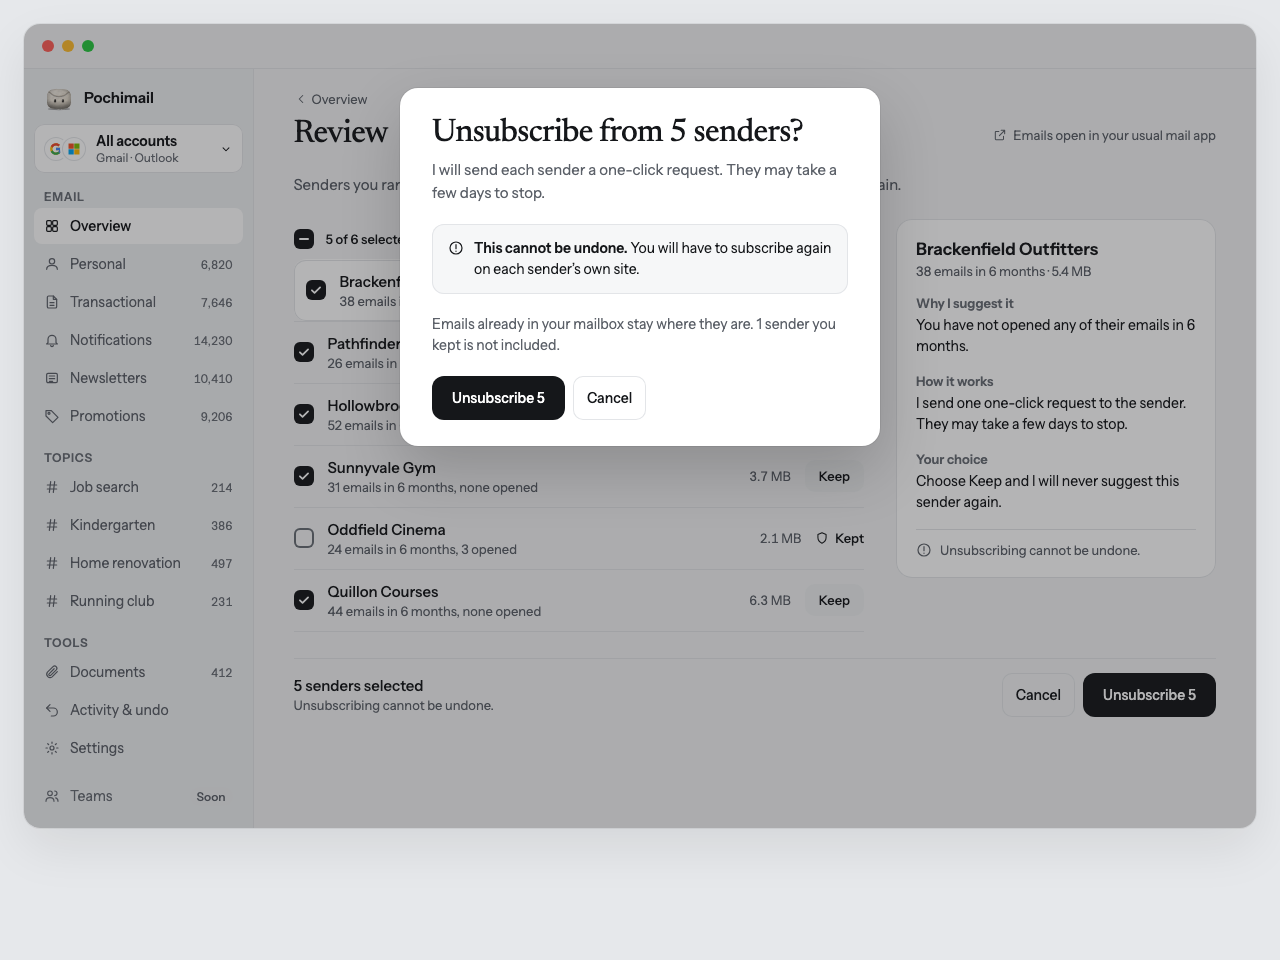 Pochimail
All accounts
Gmail · Outlook
EMAIL
Overview
Personal 6,820
Transactional 7,646
Notifications 14,230
Newsletters 10,410
Promotions 9,206
TOPICS
Job search 214
Kindergarten 386
Home renovation 497
Running club 231
TOOLS
Documents 412
Activity & undo
Settings
Teams Soon
Overview
Review
Emails open in your usual mail app
Senders you
5 of 6
38 emails
Pathfinder
26 emails in
52 emails in
Sunnyvale Gym
31 emails in 6 months, none opened
3.7 MB Keep
Oddfield Cinema
24 emails in 6 months, 3 opened
2.1 MB Kept
Quillon Courses
44 emails in 6 months, none opened
6.3 MB Keep
5 senders selected
Unsubscribing cannot be undone.
Cancel Unsubscribe 5
Unsubscribe from 5 senders?
I will send each sender a one-click request. They may take a
few days to stop.
This cannot be undone. You will have to subscribe again
on each sender's own site.
Emails already in your mailbox stay where they are. 1 sender you
kept is not included.
Unsubscribe 5 Cancel
Brackenfield Outfitters
38 emails in 6 months · 5.4 MB
Why I suggest it
You have not opened any of their emails in 6
months.
How it works
I send one one-click request to the sender.
They may take a few days to stop.
Your choice
Choose Keep and I will never suggest this
sender again.
Unsubscribing cannot be undone.